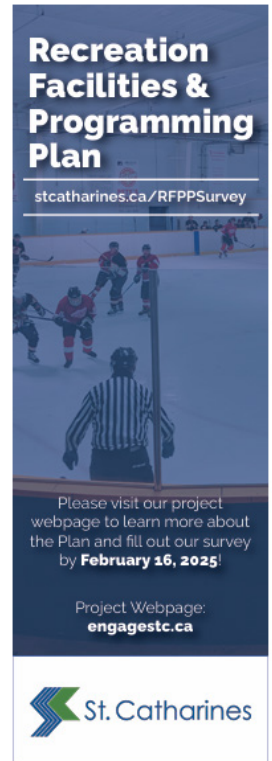 Recreation
Facilities &
Programming
Plan
stcatharines.ca/RFPPSurvey
Please visit our project
webpage to learn more about
the Plan and fill out our survey
by February 16, 2025!
Project Webpage:
engagestc.ca
St. Catharines